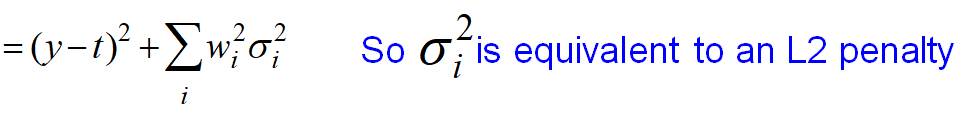 = (y − t)² + ∑ᵢ wᵢ²σᵢ² So σᵢ² is equivalent to an L2 penalty